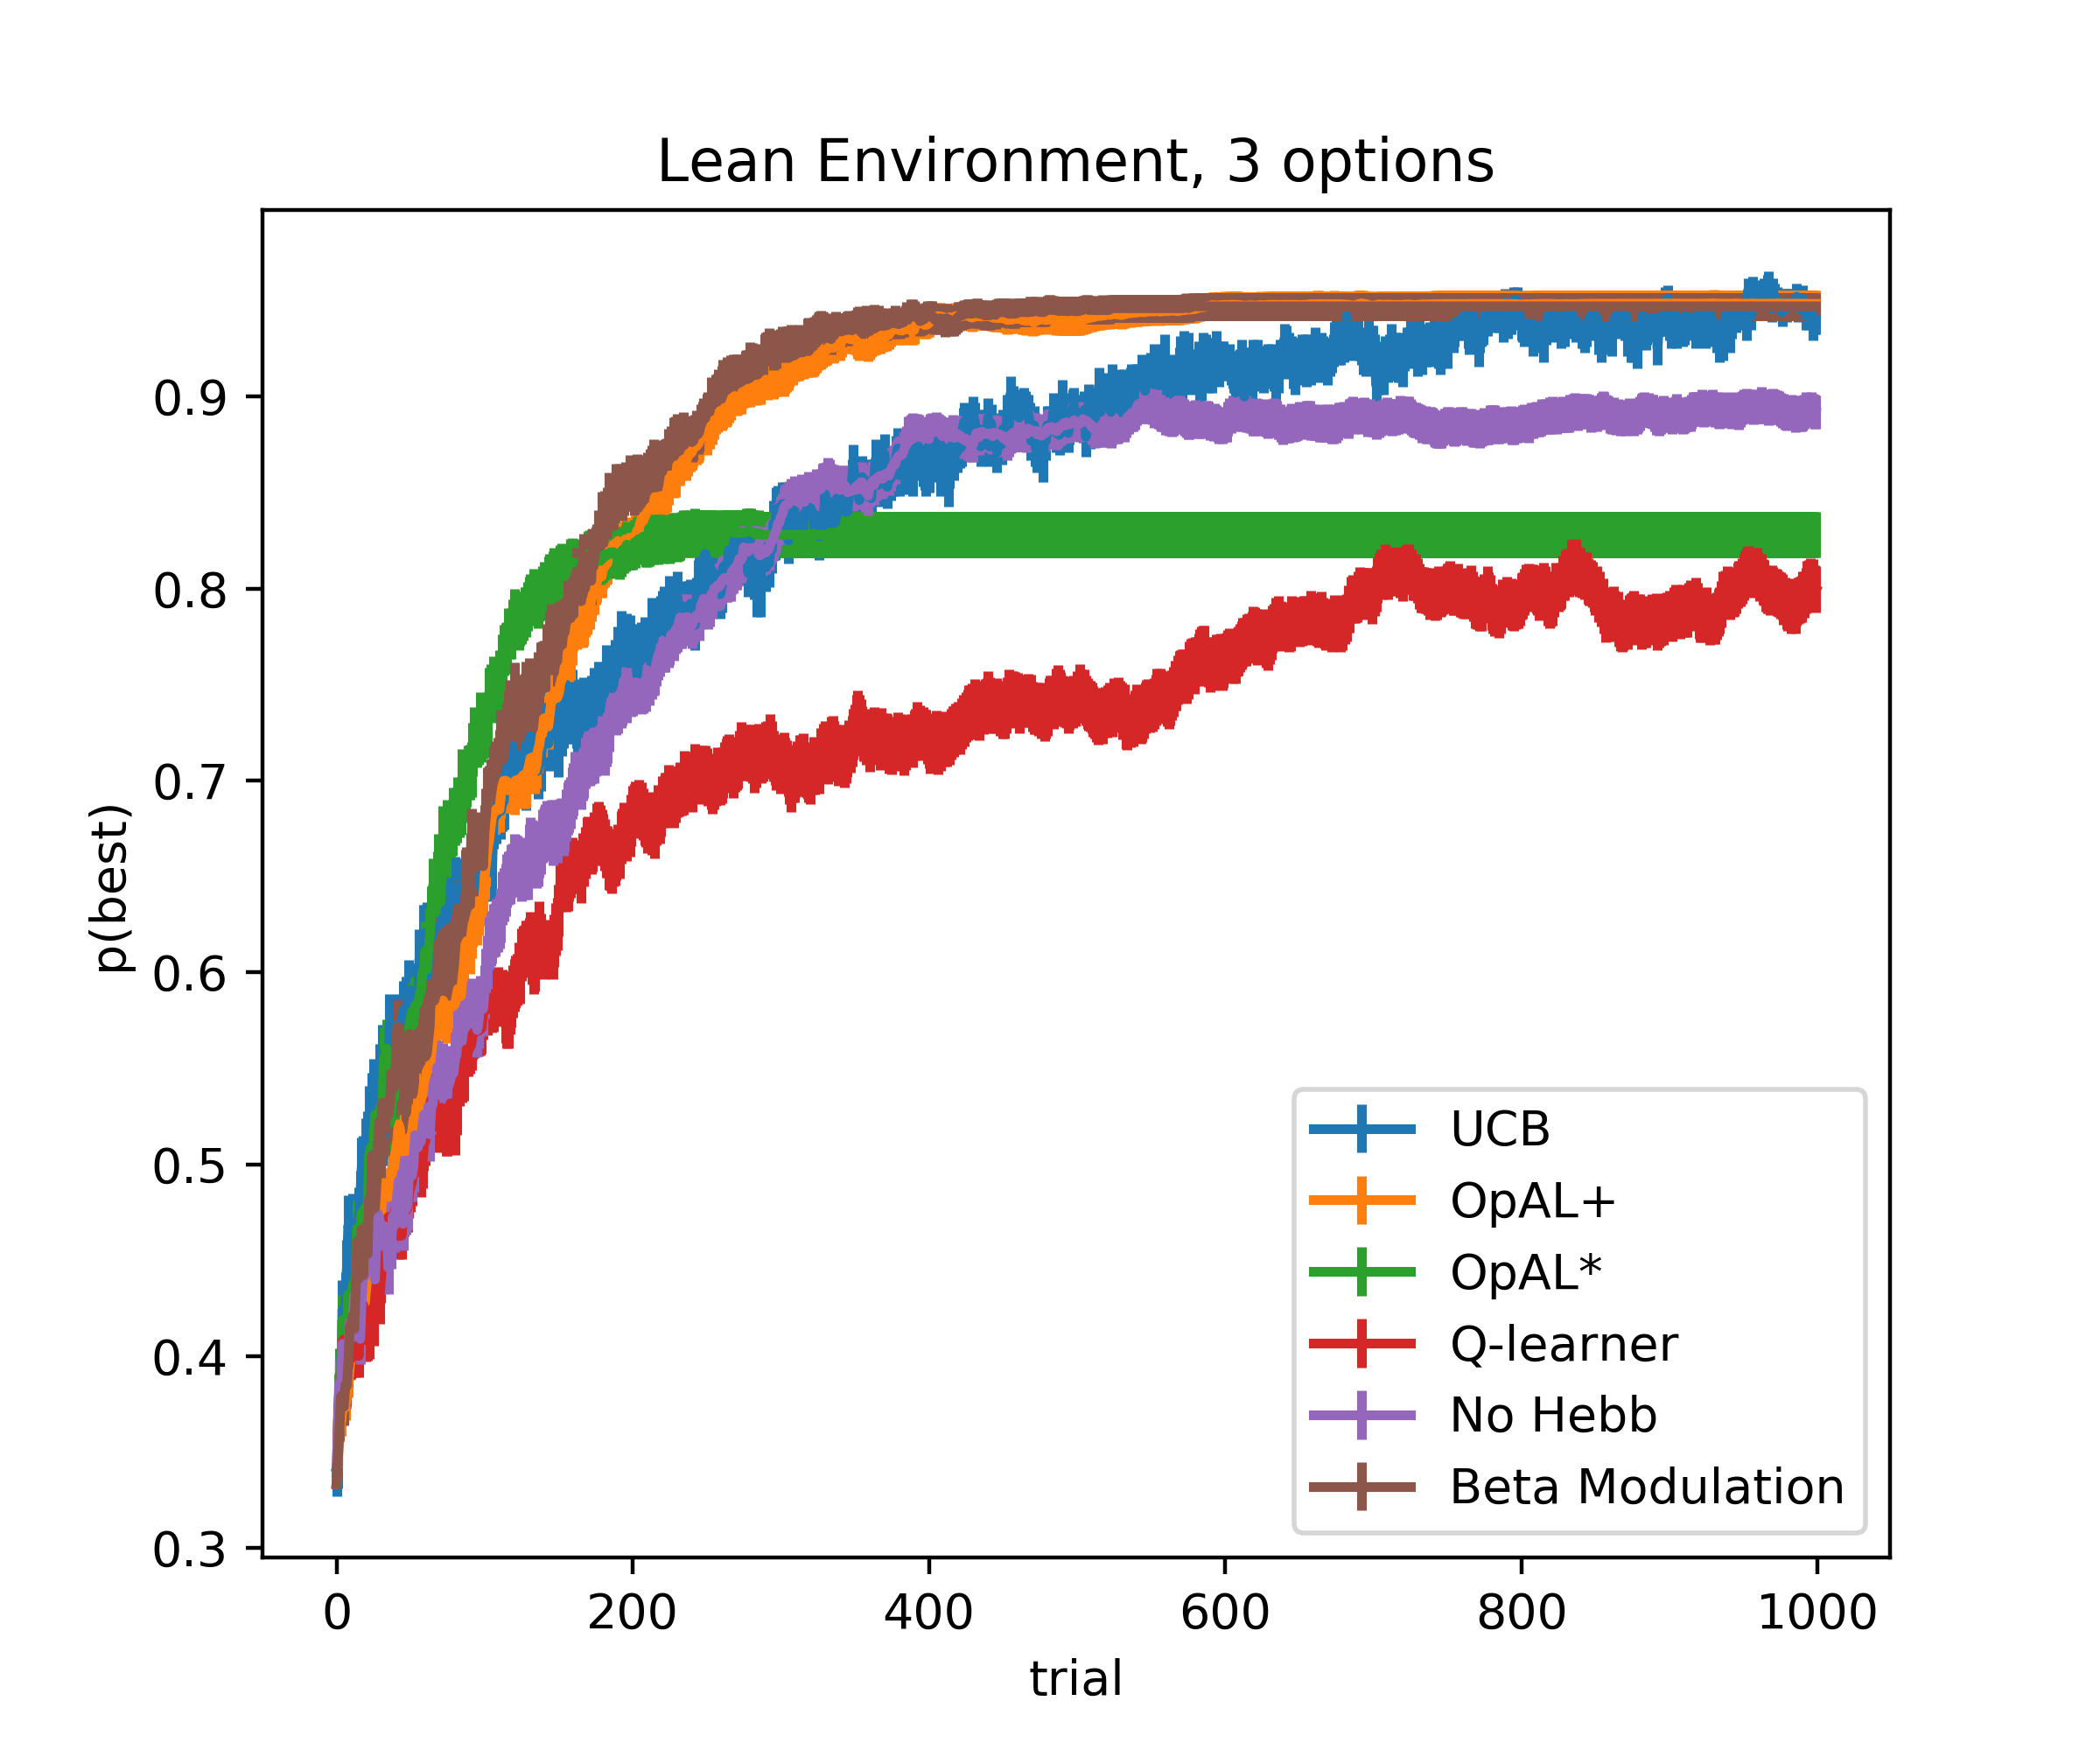 Lean Environment, 3 options
p(best)
0.9
0.8
0.7
0.6
0.5
0.4
0.3
0
200
400
600
800
1000
trial
UCB
OpAL+
OpAL*
Q-learner
No Hebb
Beta Modulation